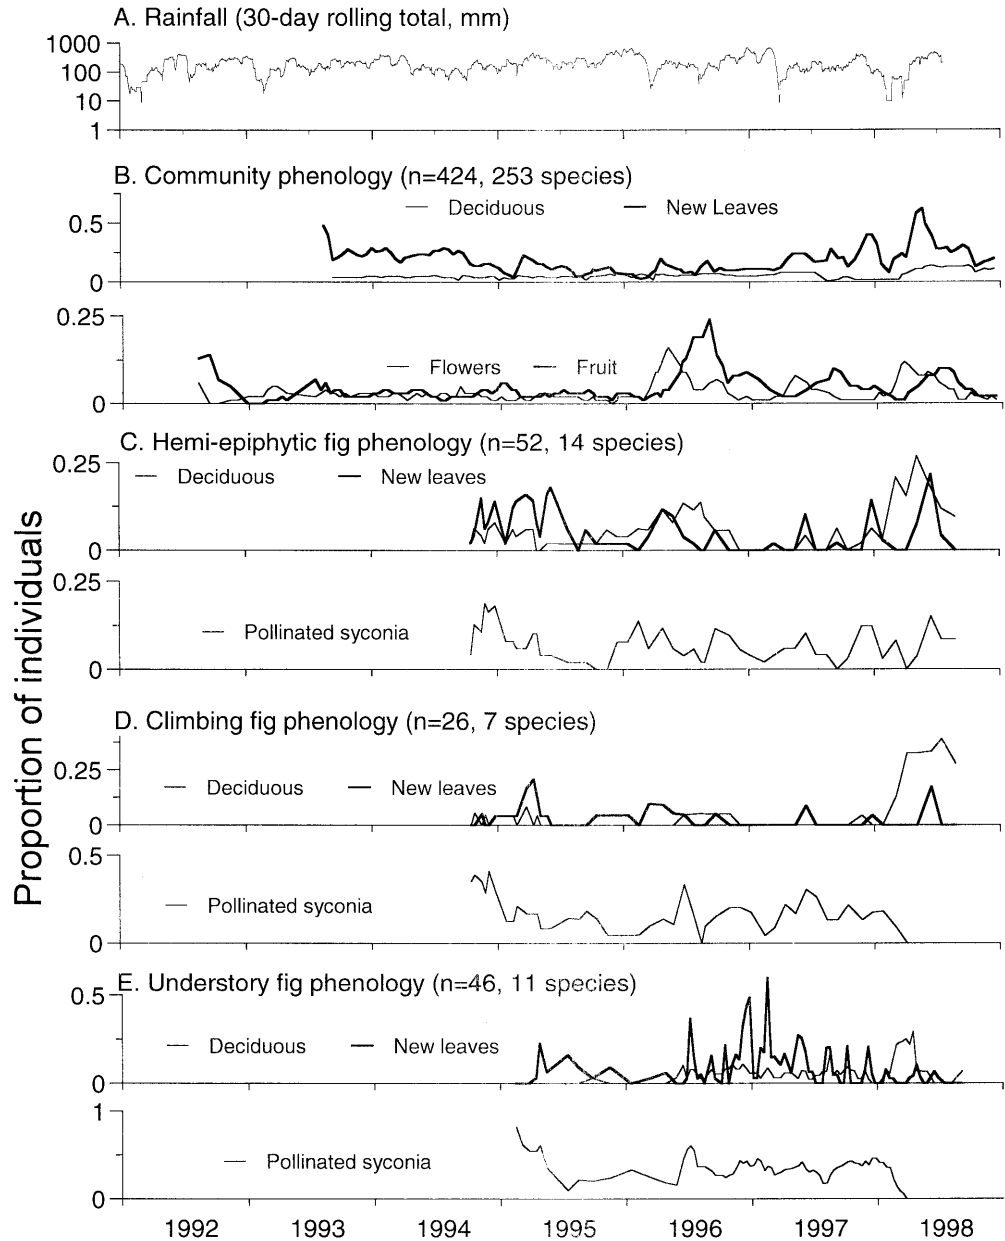 A. Rainfall (30-day rolling total, mm)
1000
100
10
1
B. Community phenology (n=424, 253 species)
Deciduous New Leaves
0.5
0
0.25
Flowers Fruit
0
C. Hemi-epiphytic fig phenology (n=52, 14 species)
0.25
Deciduous New leaves
0
0.25
Pollinated syconia
0
D. Climbing fig phenology (n=26, 7 species)
0.25
Deciduous New leaves
0
0.5
Pollinated syconia
0
E. Understory fig phenology (n=46, 11 species)
0.5
Deciduous New leaves
0
1
Pollinated syconia
0
1992 1993 1994 1995 1996 1997 1998
Proportion of individuals